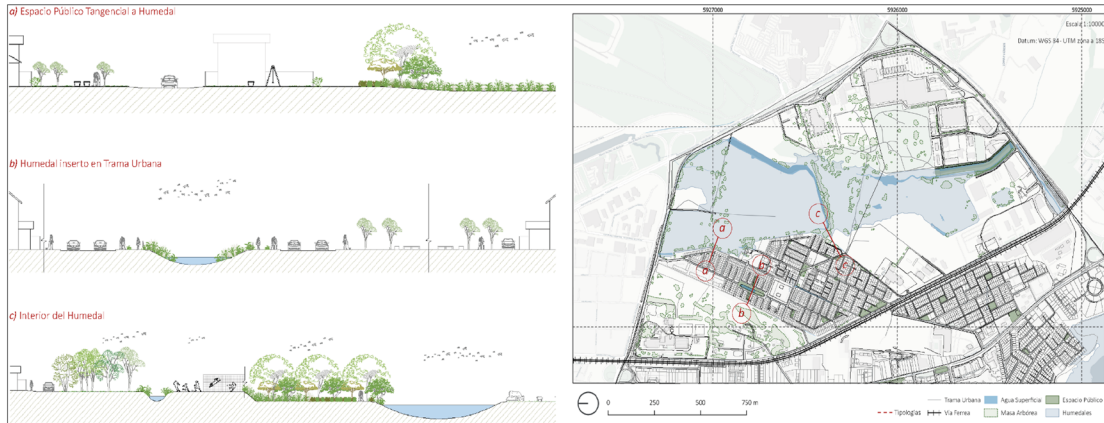 a) Espacio Público Tangencial a Humedal
b) Humedal inserto en Trama Urbana
c) Interior del Humedal
5927000
5926000
5925000
Escala 1:10000
Datum: WGS 84 - UTM zona a 18S
a
a
c
b
b
0 250 500 750 m
Trama Urbana
Agua Superficial
Espacio Público
Tipologías
Vía Ferrea
Masa Arbórea
Humedales